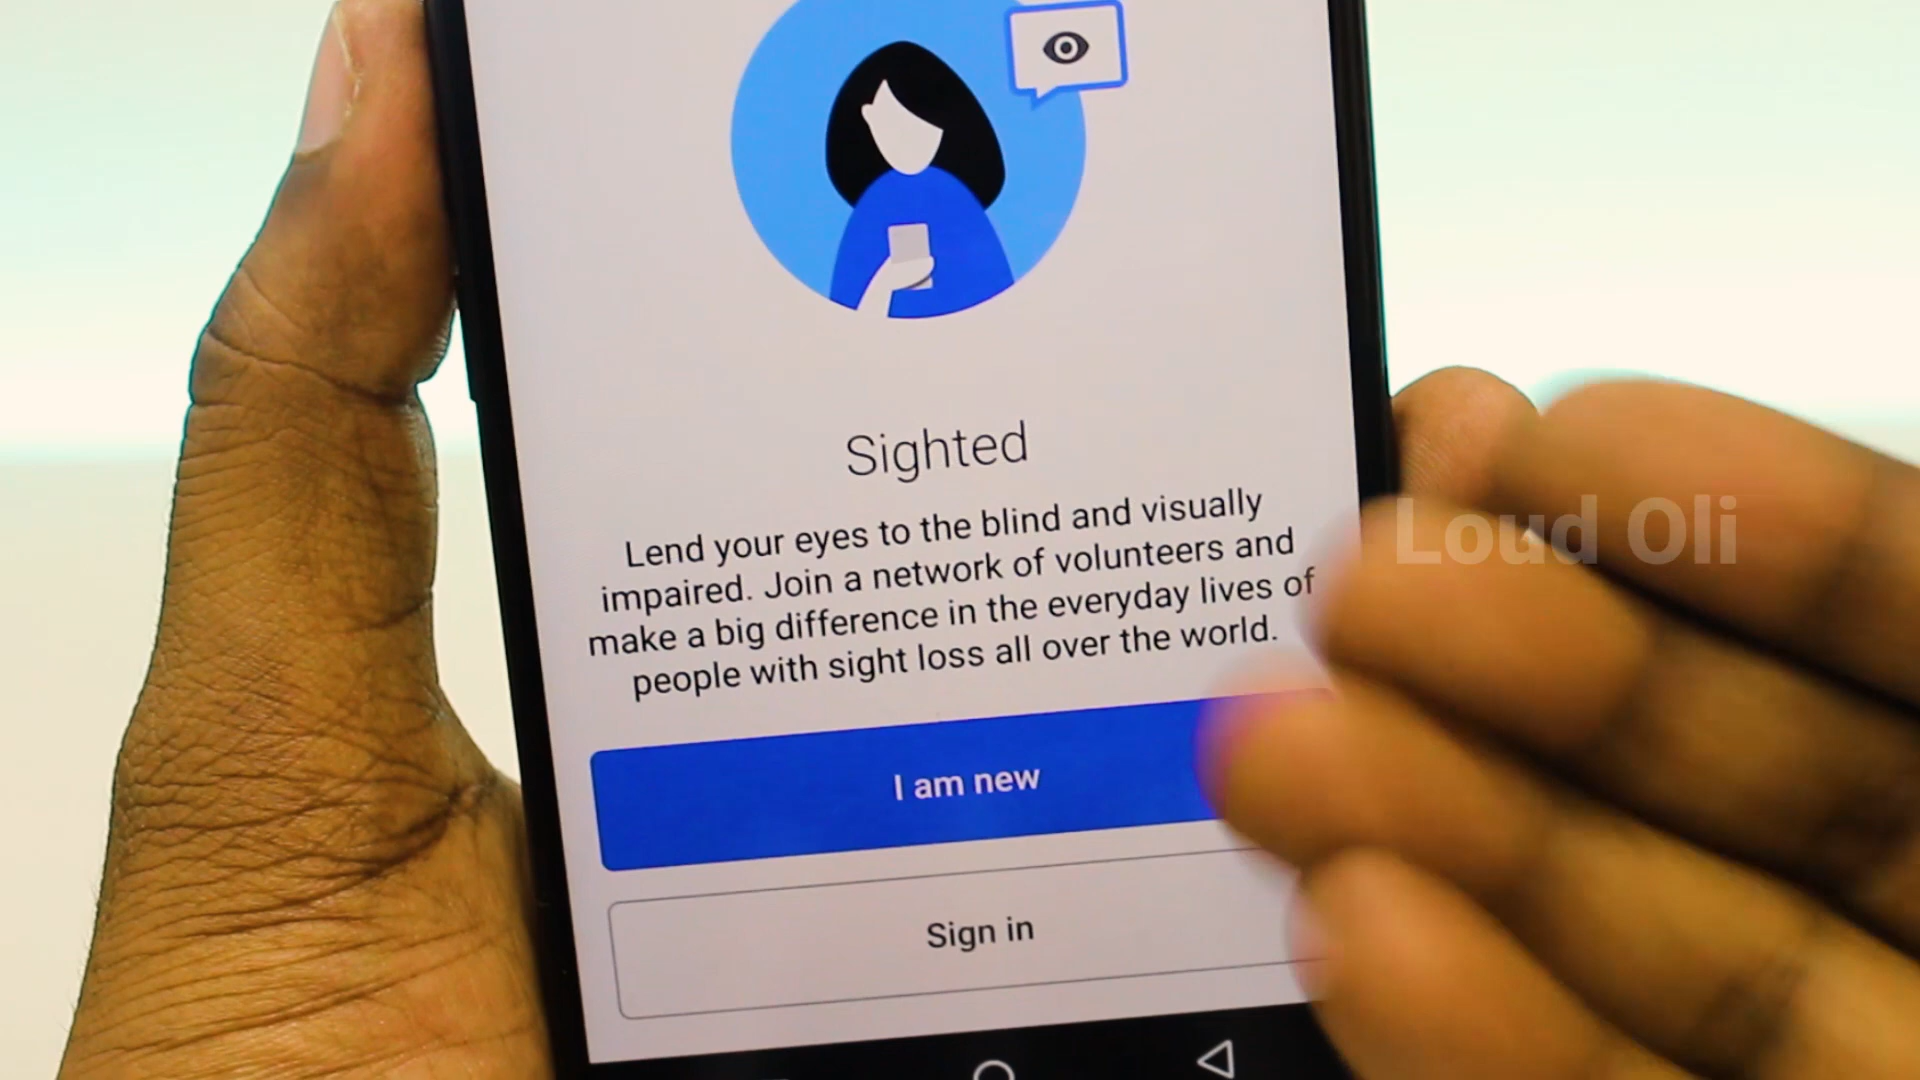 Sighted
Lend your eyes to the blind and visually
impaired. Join a network of volunteers and
make a big difference in the everyday lives of
people with sight loss all over the world.
Loud Oli
I am new
Sign in